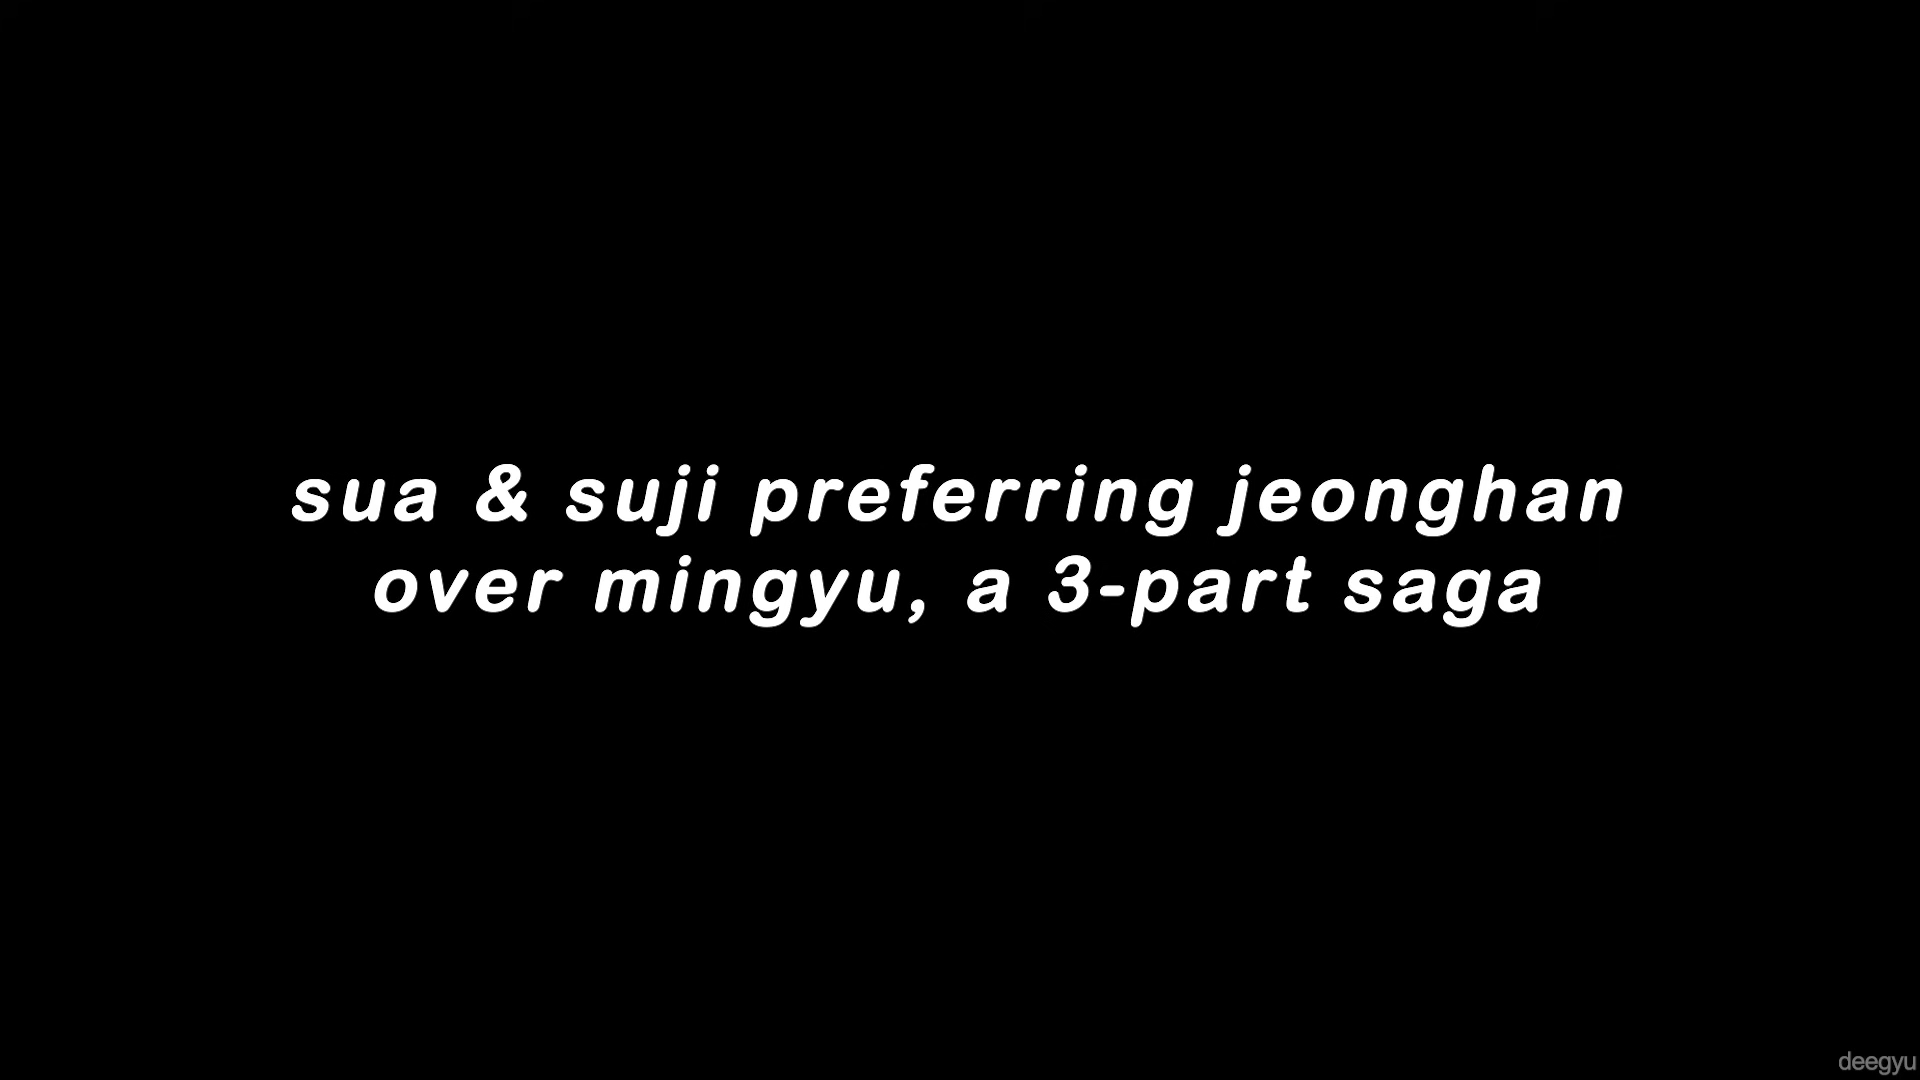 sua & suji preferring jeonghan
over mingyu, a 3-part saga
deegyu